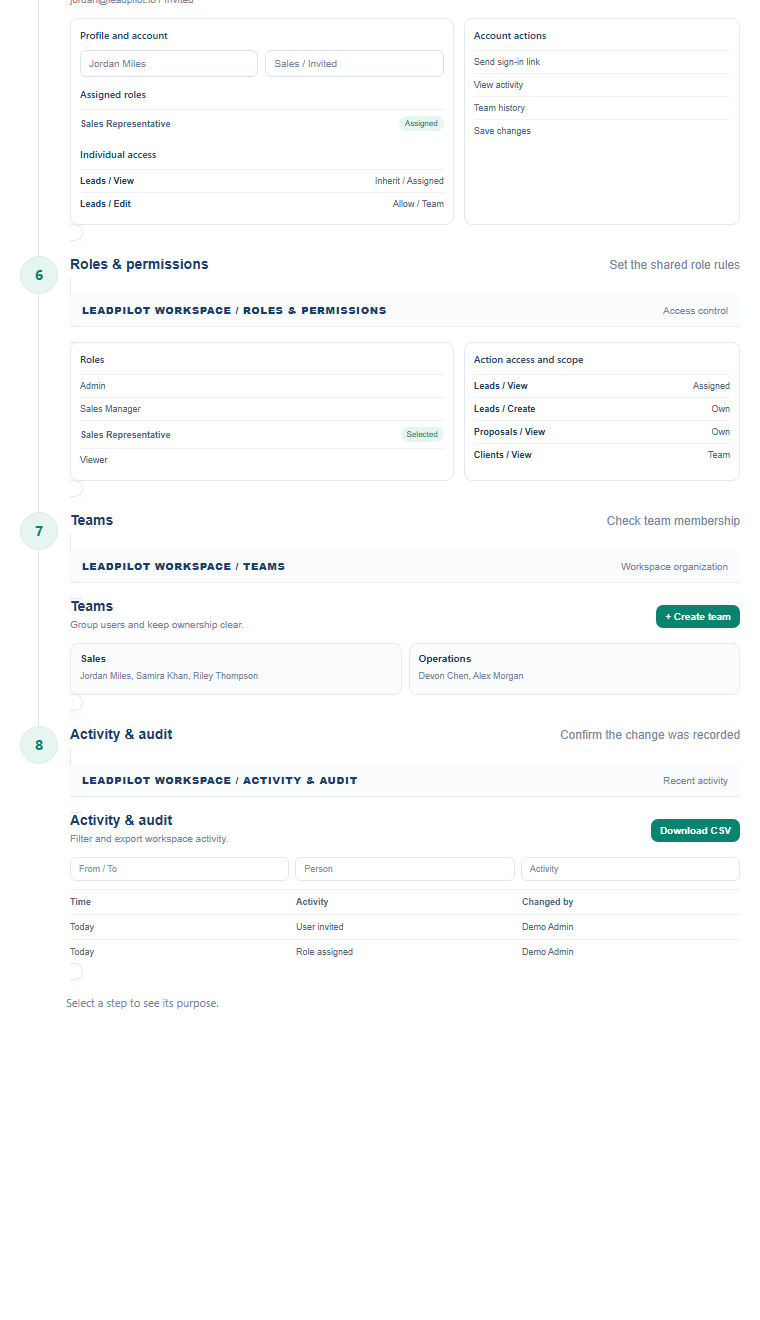 jordan@leadpilot.io / Invited
Profile and account
Jordan Miles
Sales / Invited
Assigned roles
Sales Representative
Assigned
Individual access
Leads / View
Inherit / Assigned
Leads / Edit
Allow / Team
Account actions
Send sign-in link
View activity
Team history
Save changes
6
Roles & permissions
Set the shared role rules
LEADPILOT WORKSPACE / ROLES & PERMISSIONS
Access control
Roles
Admin
Sales Manager
Sales Representative
Selected
Viewer
Action access and scope
Leads / View
Assigned
Leads / Create
Own
Proposals / View
Own
Clients / View
Team
7
Teams
Check team membership
LEADPILOT WORKSPACE / TEAMS
Workspace organization
Teams
Group users and keep ownership clear.
+ Create team
Sales
Jordan Miles, Samira Khan, Riley Thompson
Operations
Devon Chen, Alex Morgan
8
Activity & audit
Confirm the change was recorded
LEADPILOT WORKSPACE / ACTIVITY & AUDIT
Recent activity
Activity & audit
Filter and export workspace activity.
Download CSV
From / To
Person
Activity
Time
Activity
Changed by
Today
User invited
Demo Admin
Today
Role assigned
Demo Admin
Select a step to see its purpose.